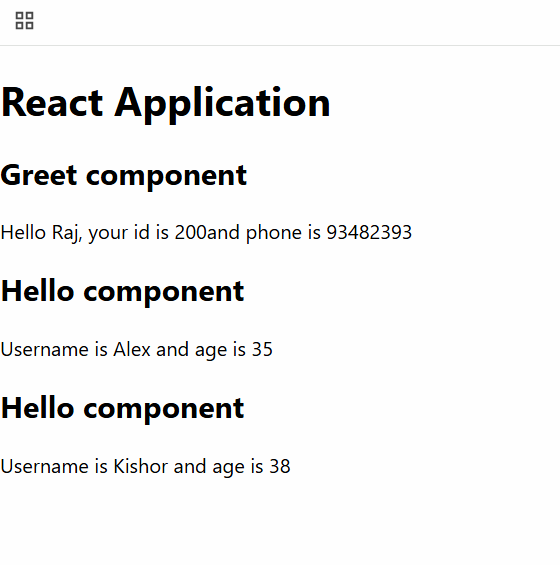 React Application
Greet component
Hello Raj, your id is 200and phone is 93482393
Hello component
Username is Alex and age is 35
Hello component
Username is Kishor and age is 38